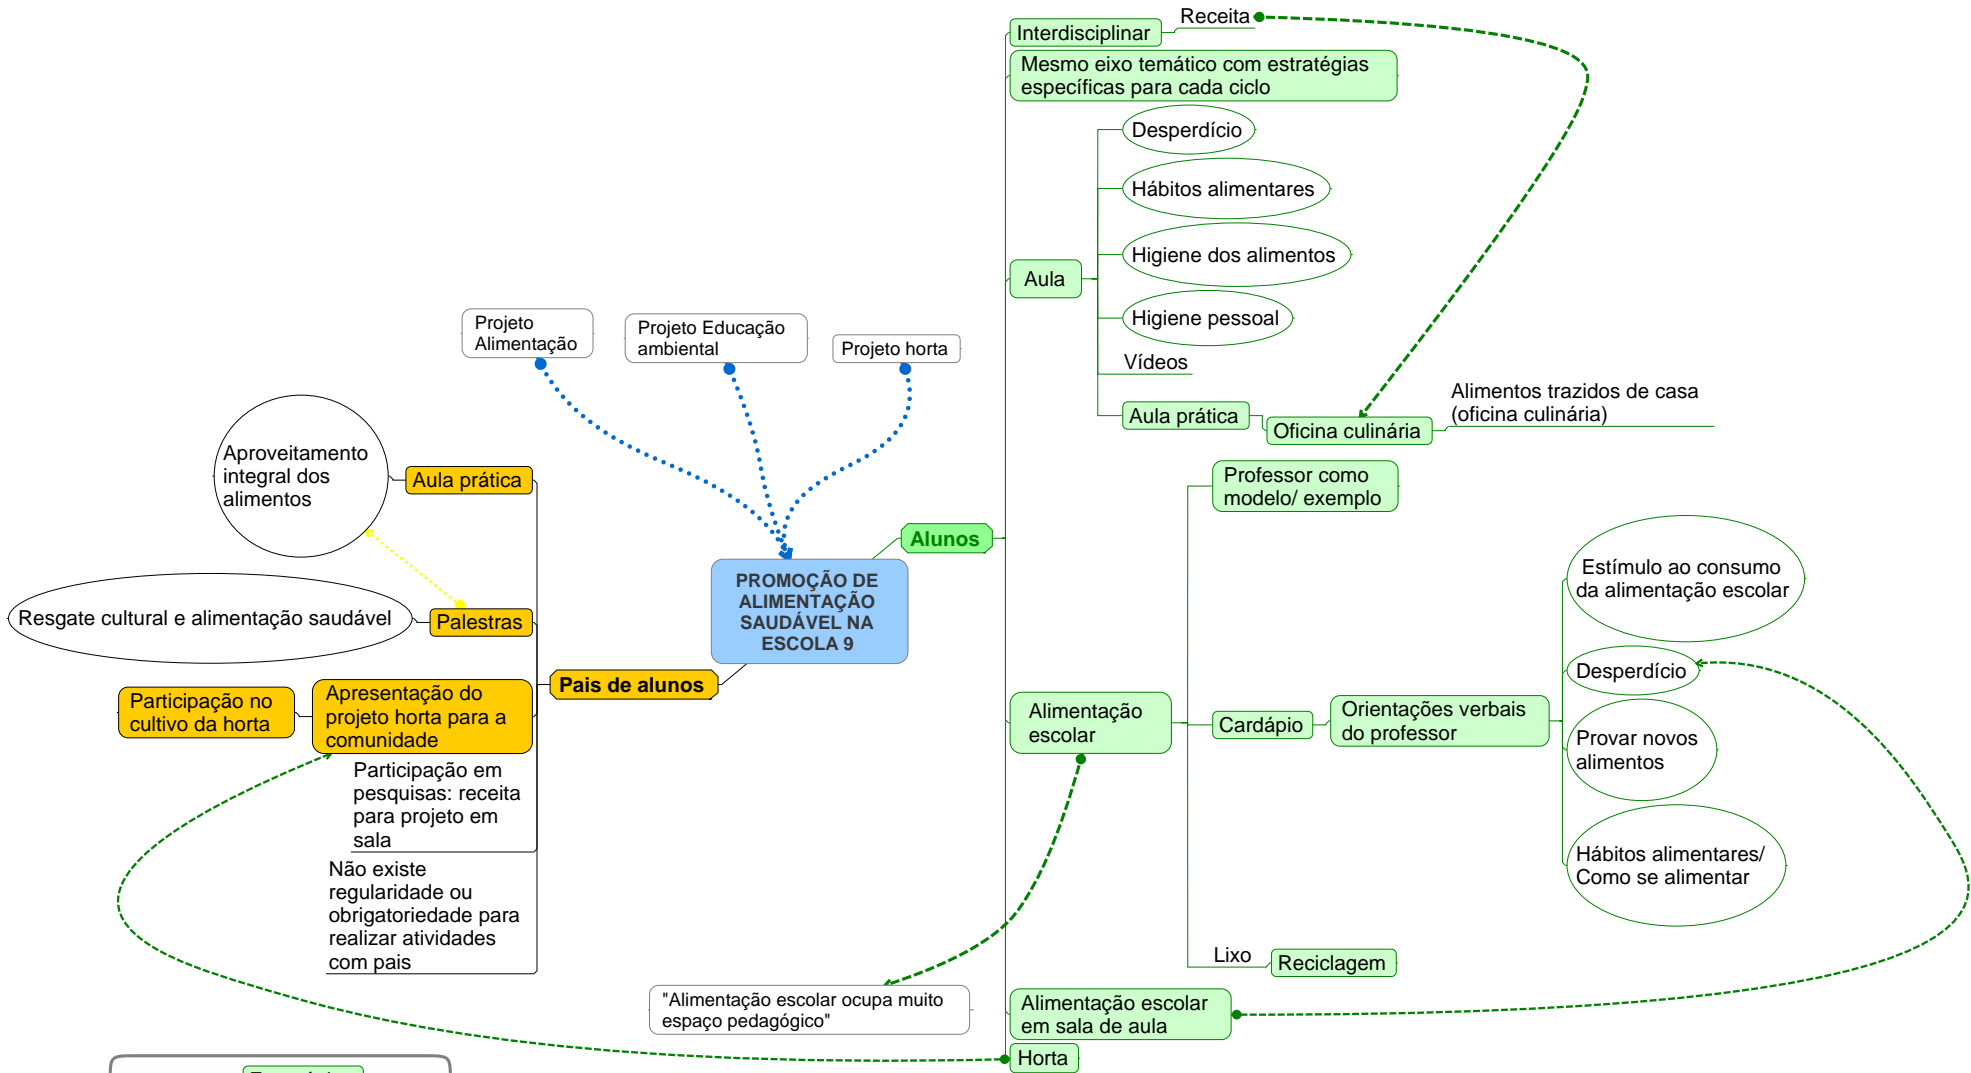 Receita
Interdisciplinar
Mesmo eixo temático com estratégias
específicas para cada ciclo
Desperdício
Hábitos alimentares
Higiene dos alimentos
Aula
Higiene pessoal
Vídeos
Aula prática
Oficina culinária
Alimentos trazidos de casa
(oficina culinária)
Projeto
Alimentação
Projeto Educação
ambiental
Projeto horta
Aproveitamento
integral dos
alimentos
Aula prática
Resgate cultural e alimentação saudável
Palestras
Participação no
cultivo da horta
Apresentação do
projeto horta para a
comunidade
Participação em
pesquisas: receita
para projeto em
sala
Não existe
regularidade ou
obrigatoriedade para
realizar atividades
com pais
Pais de alunos
PROMOÇÃO DE
ALIMENTAÇÃO
SAUDÁVEL NA
ESCOLA 9
Alunos
Professor como
modelo/ exemplo
Alimentação
escolar
Cardápio
Orientações verbais
do professor
Estímulo ao consumo
da alimentação escolar
Desperdício
Provar novos
alimentos
Hábitos alimentares/
Como se alimentar
Lixo
Reciclagem
"Alimentação escolar ocupa muito
espaço pedagógico"
Alimentação escolar
em sala de aula
Horta